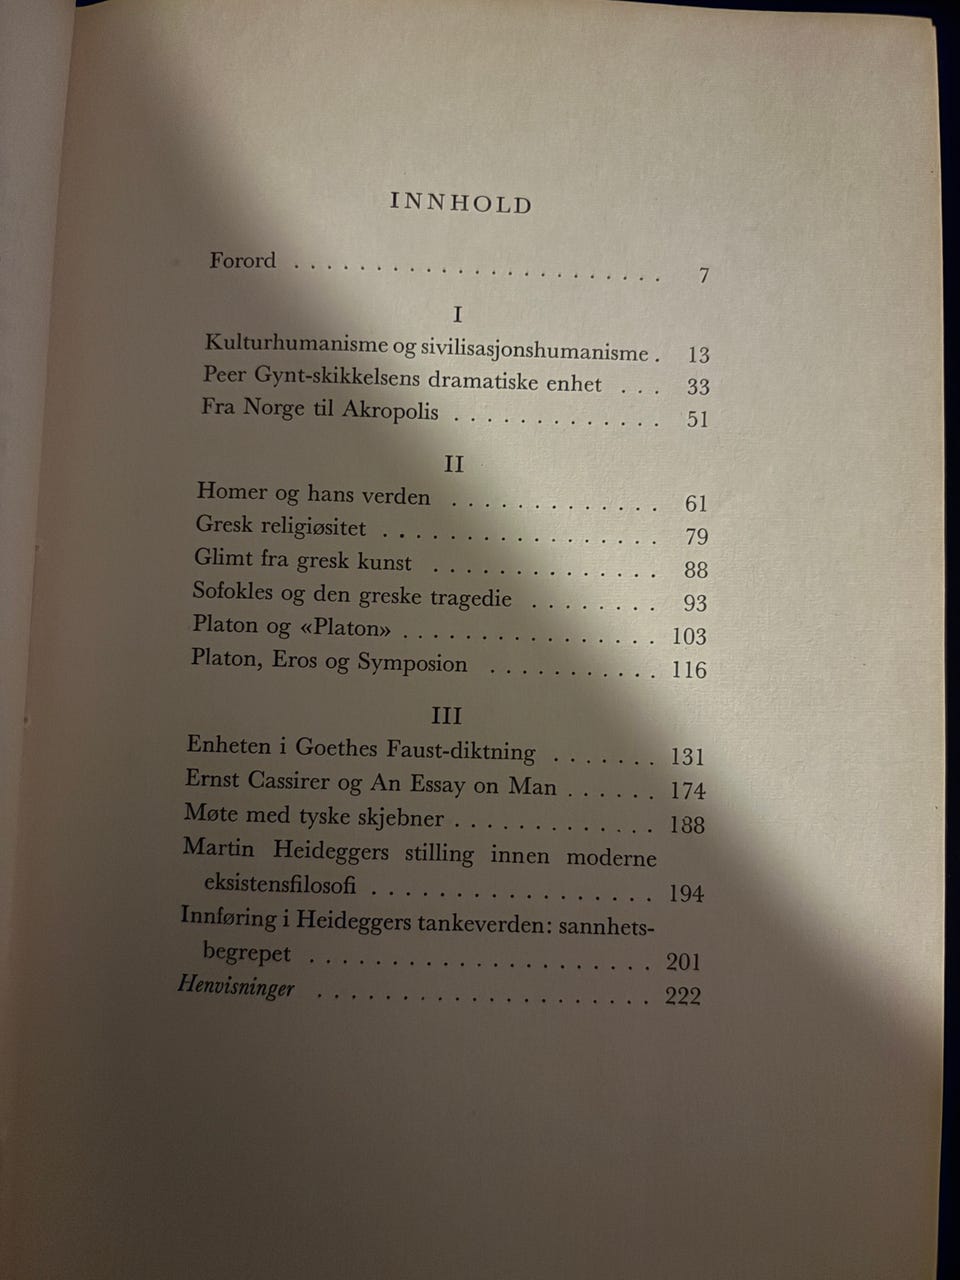 INNHOLD
Forord . . . . . . . . . . . . . . . . . . . . . . . 7
I
Kulturhumanisme og sivilisasjonshumanisme . 13
Peer Gynt-skikkelsens dramatiske enhet . . . 33
Fra Norge til Akropolis . . . . . . . . . . . . . 51
II
Homer og hans verden . . . . . . . . . . . . . 61
Gresk religiøsitet . . . . . . . . . . . . . . . . . 79
Glimt fra gresk kunst . . . . . . . . . . . . . . 88
Sofokles og den greske tragedie . . . . . . . . 93
Platon og «Platon» . . . . . . . . . . . . . . . . 103
Platon, Eros og Symposion . . . . . . . . . . . 116
III
Enheten i Goethes Faust-diktning . . . . . . . 131
Ernst Cassirer og An Essay on Man . . . . . . 174
Møte med tyske skjebner . . . . . . . . . . . . . 188
Martin Heideggers stilling innen moderne
eksistensfilosofi . . . . . . . . . . . . . . . . . . 194
Innføring i Heideggers tankeverden: sannhets-
begrepet . . . . . . . . . . . . . . . . . . . . . . 201
Henvisninger . . . . . . . . . . . . . . . . . . . . . 222